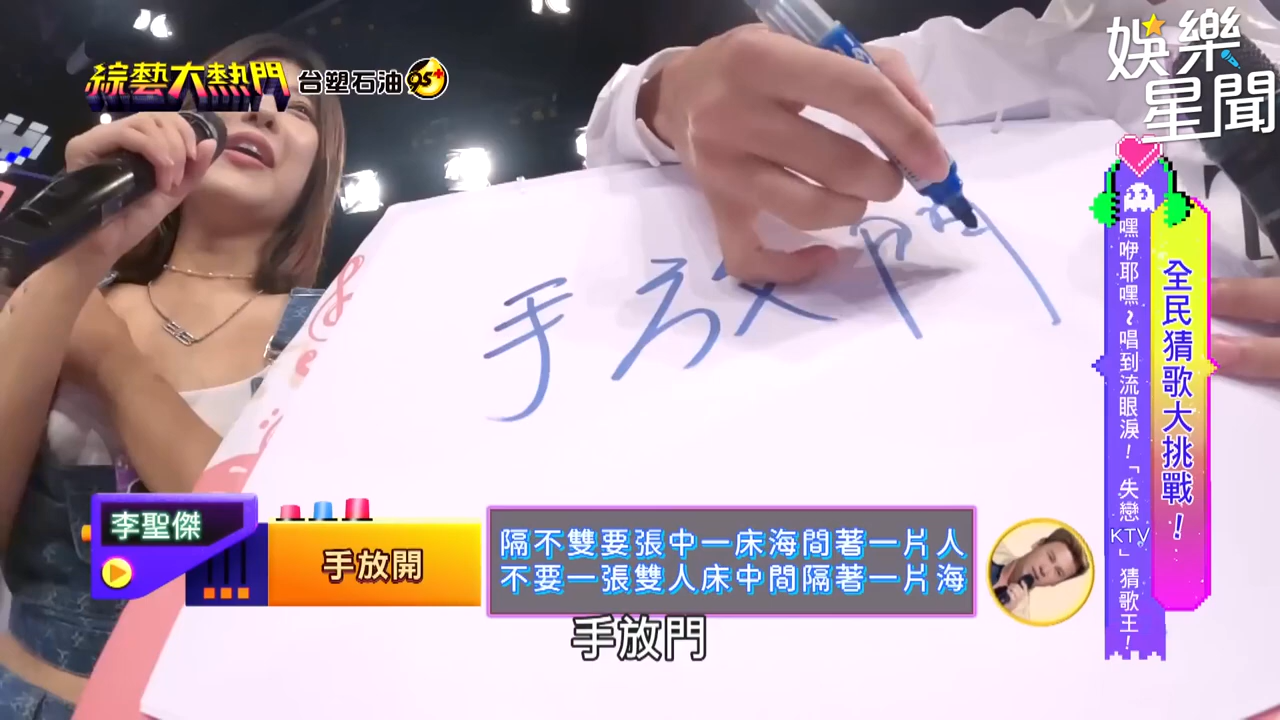 綜藝大熱門
台塑石油95+
娛樂
星聞
手放門
全民猜歌大挑戰！
嘿咿耶嘿~唱到流眼淚！「失戀KTV」猜歌王！
李聖傑
手放開
隔不雙要張中一床海間著一片人
不要一張雙人床中間隔著一片海
手放門